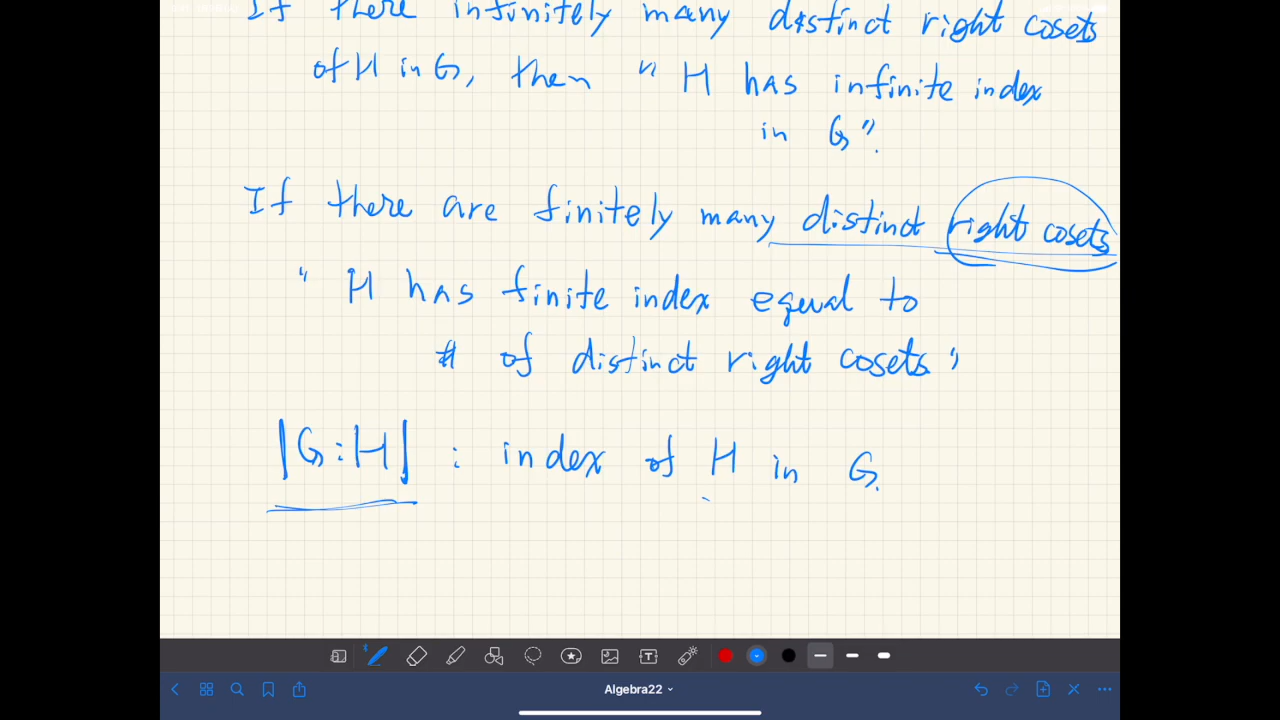 If there infinitely many distinct right cosets
of H in G, then " H has infinite index
in G".
If there are finitely many distinct right cosets
" H has finite index equal to
# of distinct right cosets "
|G:H| : index of H in G.
Algebra22